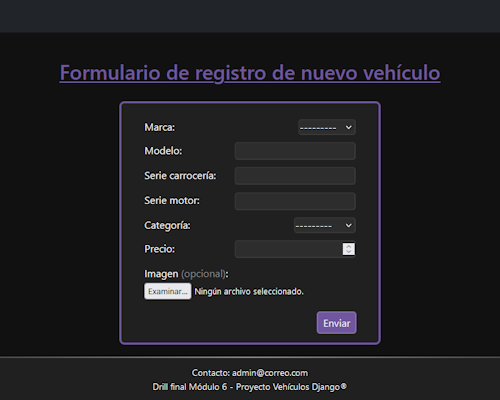 Formulario de registro de nuevo vehículo
Marca: ---------
Modelo:
Serie carrocería:
Serie motor:
Categoría: ---------
Precio:
Imagen (opcional):
Examinar... Ningún archivo seleccionado.
Enviar
Contacto: admin@correo.com
Drill final Módulo 6 - Proyecto Vehículos Django®